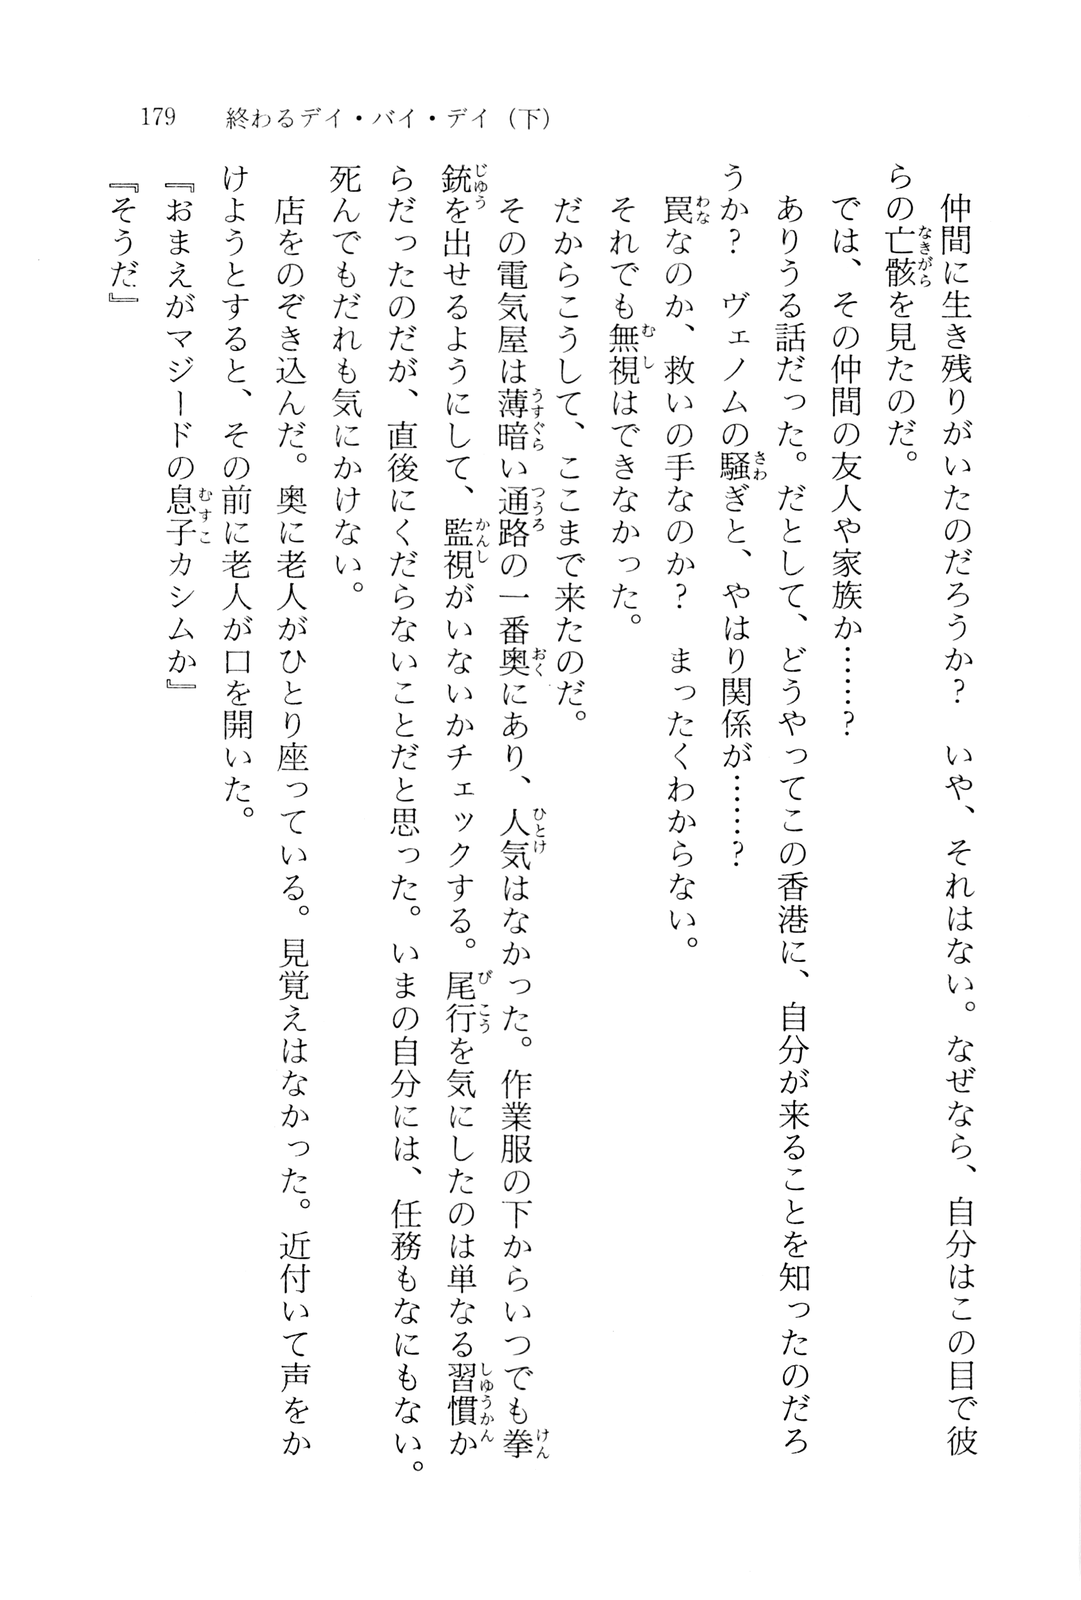 179　終わるデイ・バイ・デイ（下）
　仲間に生き残りがいたのだろうか？　いや、それはない。なぜなら、自分はこの目で彼
らの亡骸を見たのだ。
　では、その仲間の友人や家族か……？
　ありうる話だった。だとして、どうやってこの香港に、自分が来ることを知ったのだろ
うか？　ヴェノムの騒ぎと、やはり関係が……？
　罠なのか、救いの手なのか？　まったくわからない。
　それでも無視はできなかった。
　だからこうして、ここまで来たのだ。
　その電気屋は薄暗い通路の一番奥にあり、人気はなかった。作業服の下からいつでも拳
銃を出せるようにして、監視がいないかチェックする。尾行を気にしたのは単なる習慣か
らだったのだが、直後にくだらないことだと思った。いまの自分には、任務もなにもない。
死んでもだれも気にかけない。
　店をのぞき込んだ。奥に老人がひとり座っている。見覚えはなかった。近付いて声をか
けようとすると、その前に老人が口を開いた。
『おまえがマジードの息子カシムか』
『そうだ』